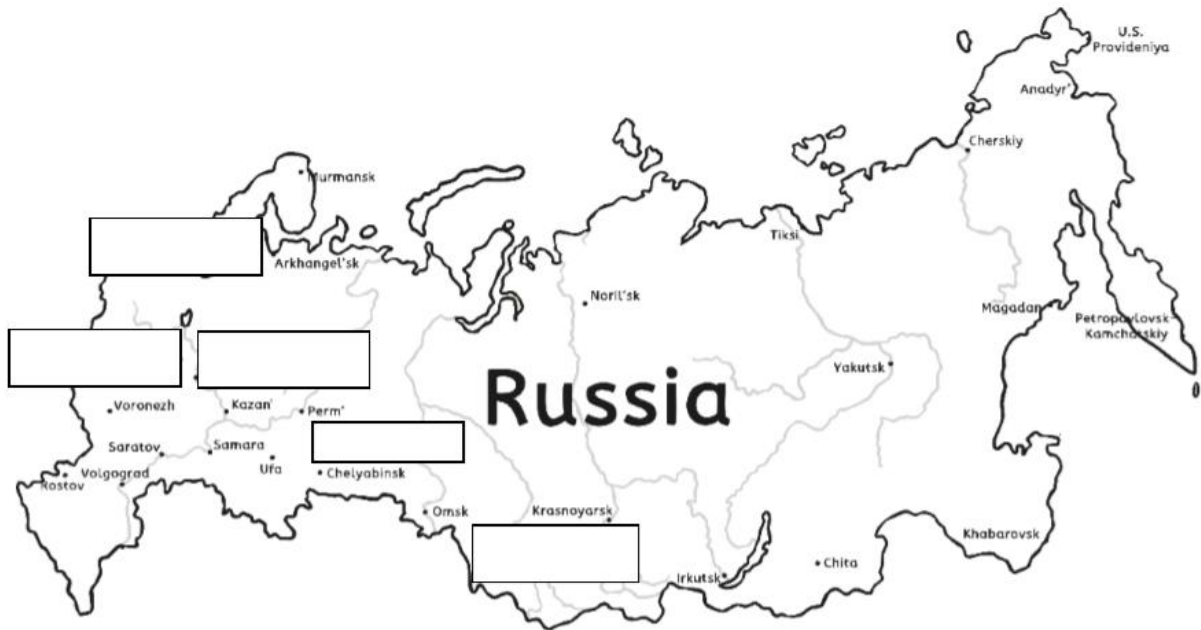 U.S.
Provideniya
Anadyr'
Cherskiy
Murmansk
Tiksi
Arkhangel'sk
Noril'sk
Magadan
Petropavlovsk-
Kamchatskiy
Yakutsk
Russia
Voronezh
Kazan'
Perm'
Saratov
Samara
Ufa
Volgograd
Chelyabinsk
Rostov
Omsk
Krasnoyarsk
Khabarovsk
Chita
Irkutsk